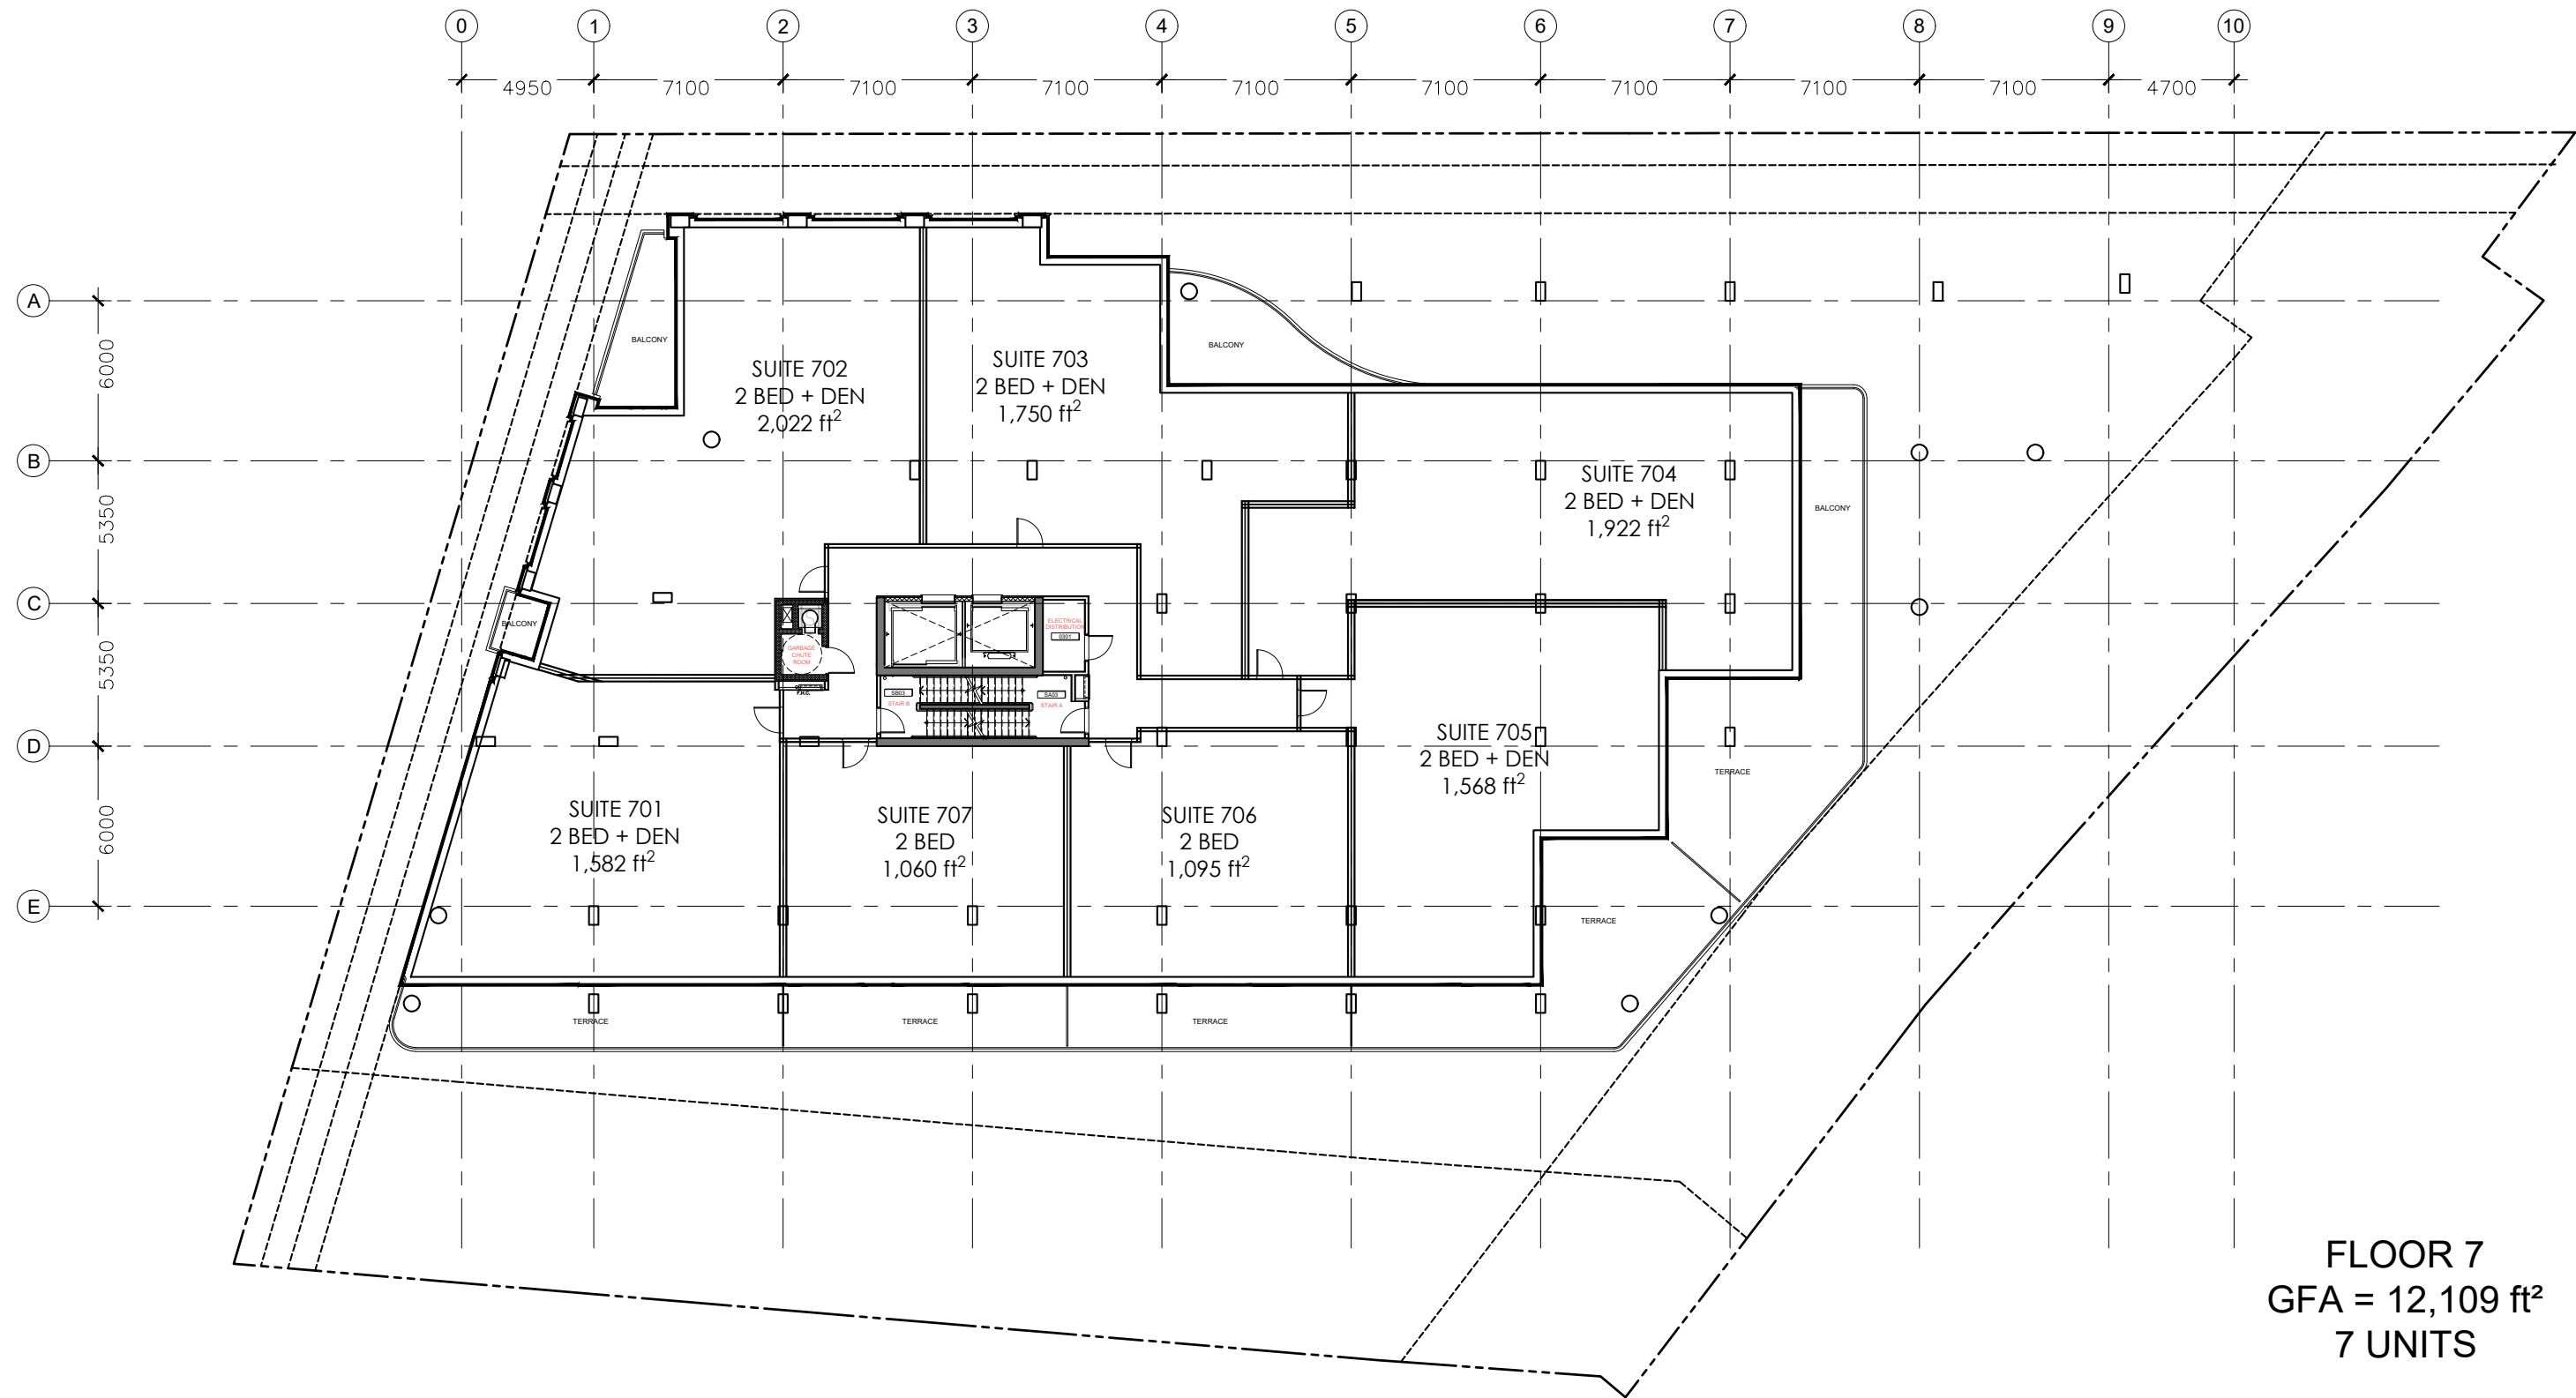 0 1 2 3 4 5 6 7 8 9 10
4950 7100 7100 7100 7100 7100 7100 7100 7100 4700
A
6000
B
5350
C
5350
D
6000
E
BALCONY
BALCONY
SUITE 702
2 BED + DEN
2,022 ft²
SUITE 703
2 BED + DEN
1,750 ft²
SUITE 704
2 BED + DEN
1,922 ft²
BALCONY
BALCONY
GARBAGE
CHUTE
ROOM
F.H.C.
ELECTRICAL
DISTRIBUTION
0301
SB03
STAIR B
SA03
STAIR A
SUITE 705
2 BED + DEN
1,568 ft²
TERRACE
SUITE 701
2 BED + DEN
1,582 ft²
SUITE 707
2 BED
1,060 ft²
SUITE 706
2 BED
1,095 ft²
TERRACE
TERRACE
TERRACE
TERRACE
FLOOR 7
GFA = 12,109 ft²
7 UNITS